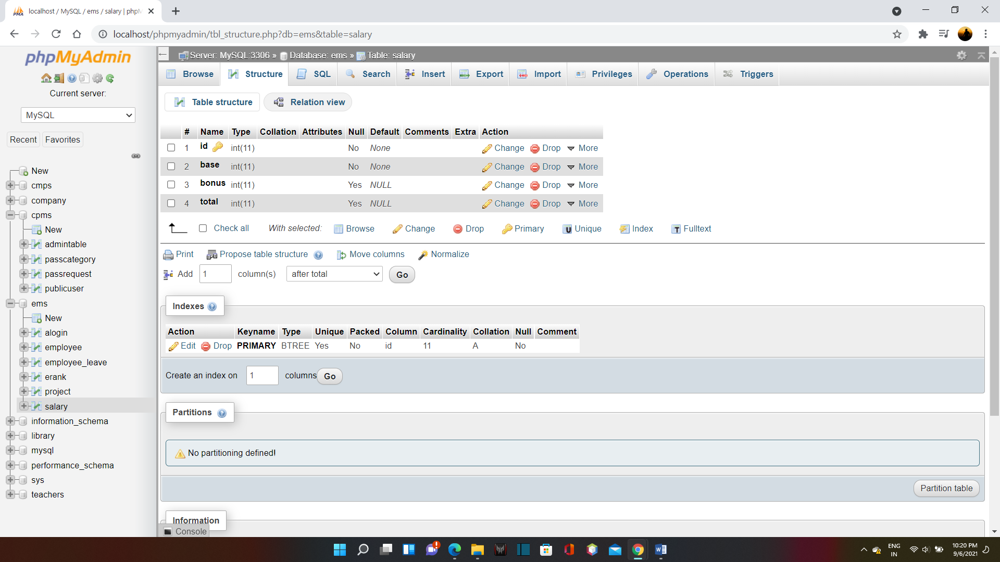 localhost / MySQL / ems / salary | phpM
localhost/phpmyadmin/tbl_structure.php?db=ems&table=salary
phpMyAdmin
Current server:
MySQL
Recent Favorites
New
cmps
company
cpms
New
admintable
passcategory
passrequest
publicuser
ems
New
alogin
employee
employee_leave
erank
project
salary
information_schema
library
mysql
performance_schema
sys
teachers
Server: MySQL:3306 » Database: ems » Table: salary
Browse Structure SQL Search Insert Export Import Privileges Operations Triggers
Table structure Relation view
# Name Type Collation Attributes Null Default Comments Extra Action
1 id int(11) No None Change Drop More
2 base int(11) No None Change Drop More
3 bonus int(11) Yes NULL Change Drop More
4 total int(11) Yes NULL Change Drop More
Check all With selected: Browse Change Drop Primary Unique Index Fulltext
Print Propose table structure Move columns Normalize
Add 1 column(s) after total Go
Indexes
Action Keyname Type Unique Packed Column Cardinality Collation Null Comment
Edit Drop PRIMARY BTREE Yes No id 11 A No
Create an index on 1 columns Go
Partitions
No partitioning defined!
Partition table
Information
Console
ENG
IN
10:20 PM
9/6/2021